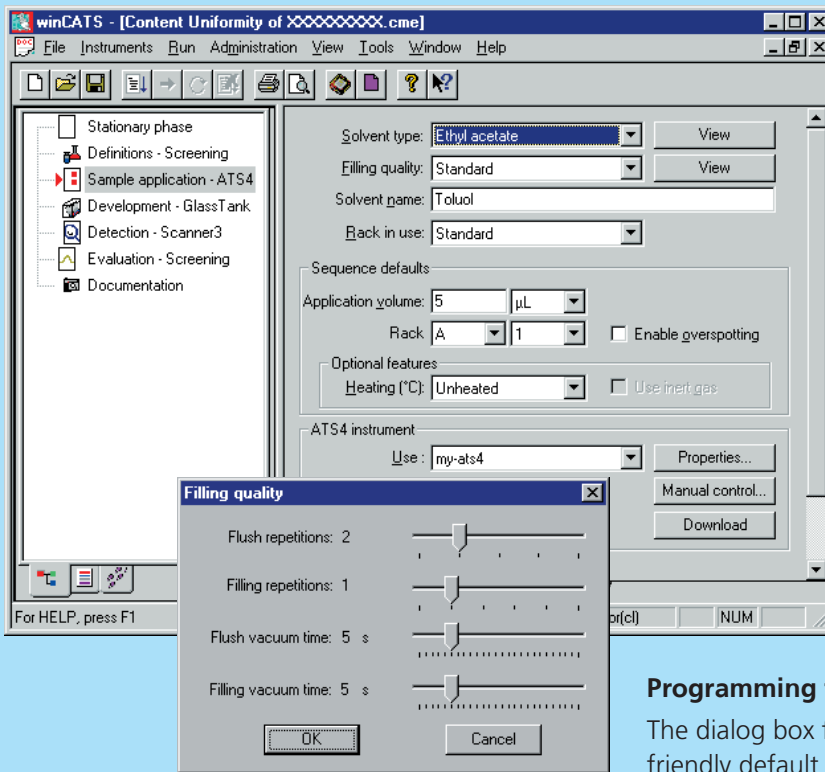 winCATS - [Content Uniformity of XXXXXXXXXX.cme]
File Instruments Run Administration View Tools Window Help
Stationary phase
Definitions - Screening
Sample application - ATS4
Development - GlassTank
Detection - Scanner3
Evaluation - Screening
Documentation
Solvent type: Ethyl acetate View
Filling quality: Standard View
Solvent name: Toluol
Rack in use: Standard
Sequence defaults
Application volume: 5 µL
Rack A 1 Enable overspotting
Optional features
Heating (°C): Unheated Use inert gas
ATS4 instrument
Use : my-ats4 Properties...
Manual control...
Download
For HELP, press F1 or(cl) NUM
Filling quality
Flush repetitions: 2
Filling repetitions: 1
Flush vacuum time: 5 s
Filling vacuum time: 5 s
OK Cancel
Programming
The dialog box
friendly default